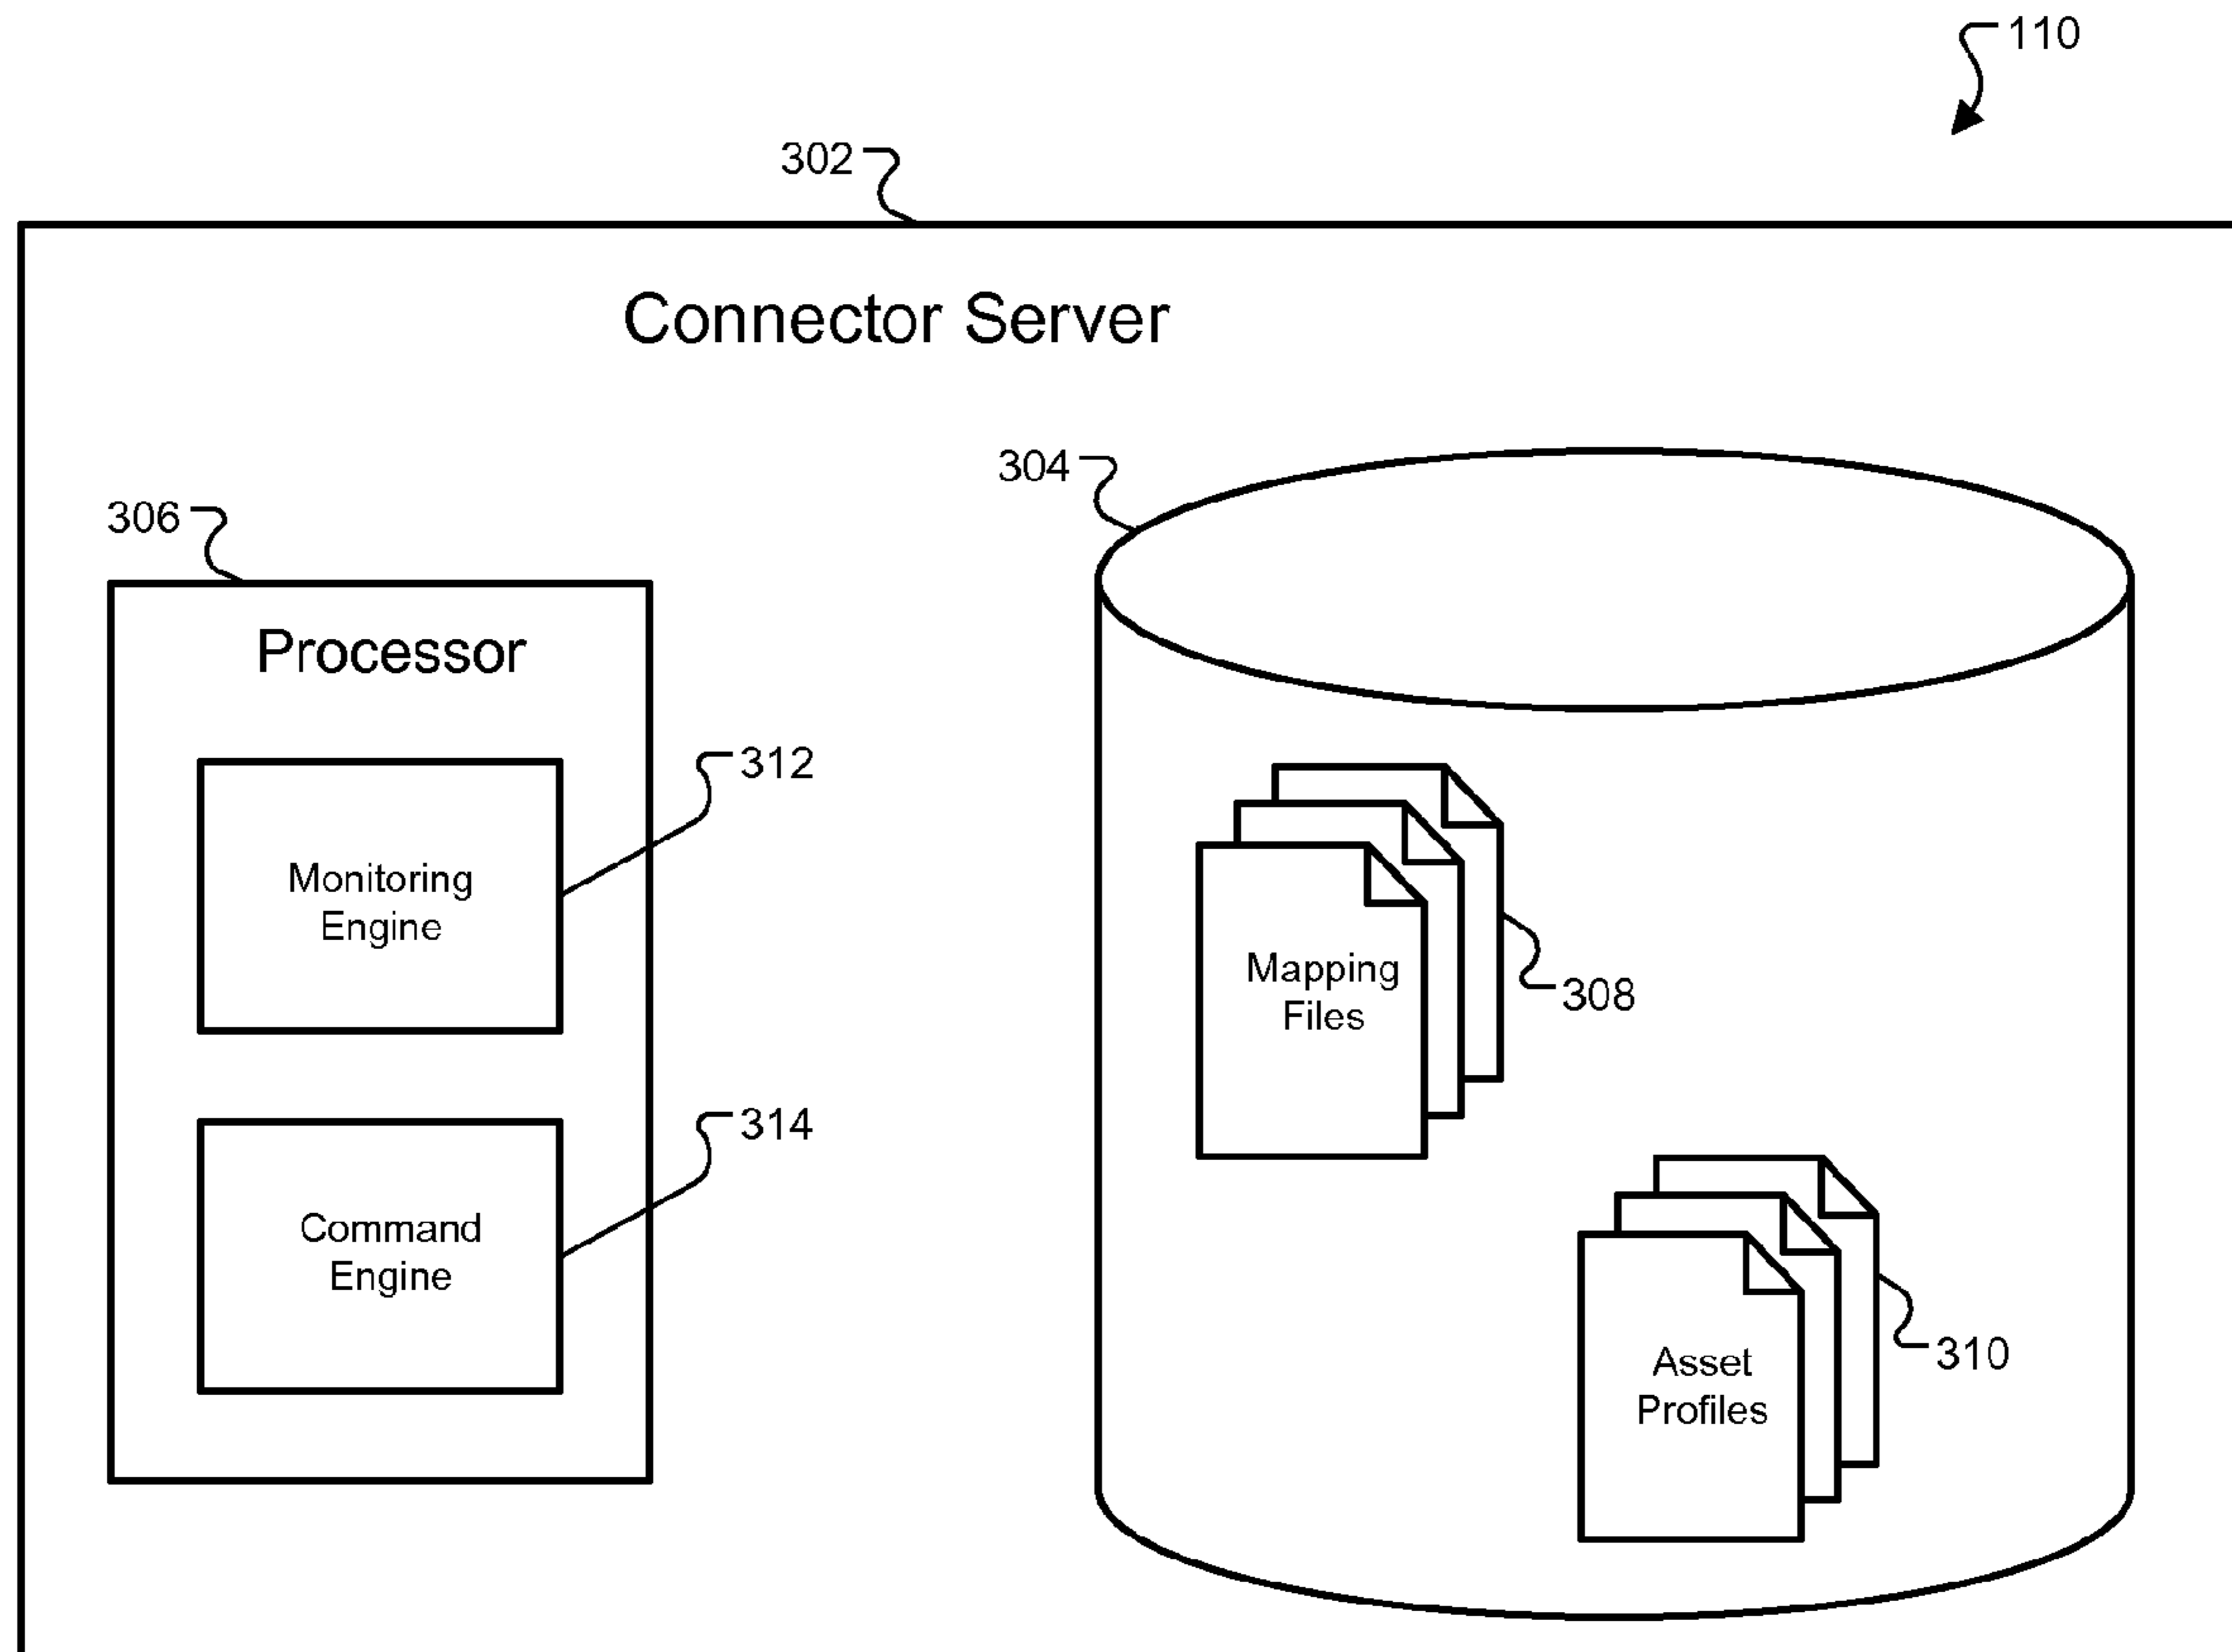 110
302
Connector Server
304
306
Processor
312
Monitoring
Engine
Mapping
Files
308
314
Command
Engine
310
Asset
Profiles